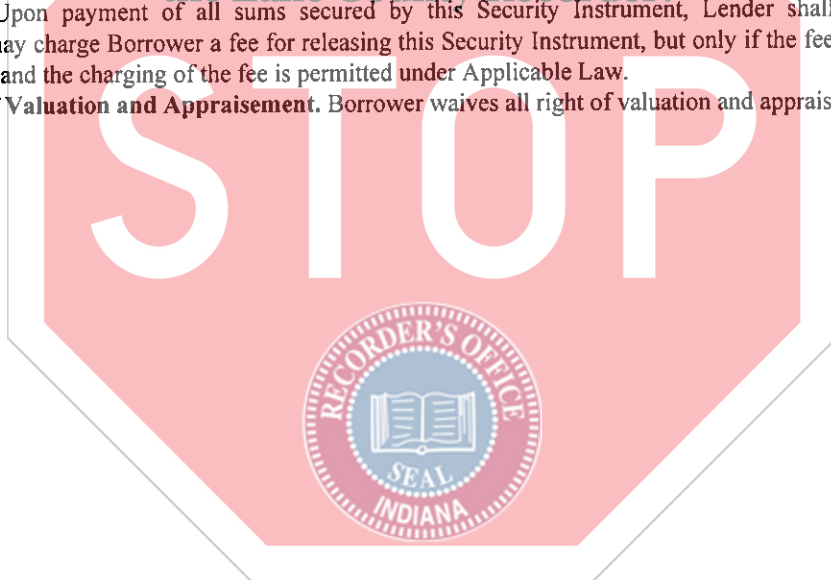 Upon payment of all sums secured by this Security Instrument, Lender shall
ay charge Borrower a fee for releasing this Security Instrument, but only if the fee
and the charging of the fee is permitted under Applicable Law.
Valuation and Appraisement. Borrower waives all right of valuation and apprais
STOP
RECORDER'S OFFICE
SEAL
INDIANA